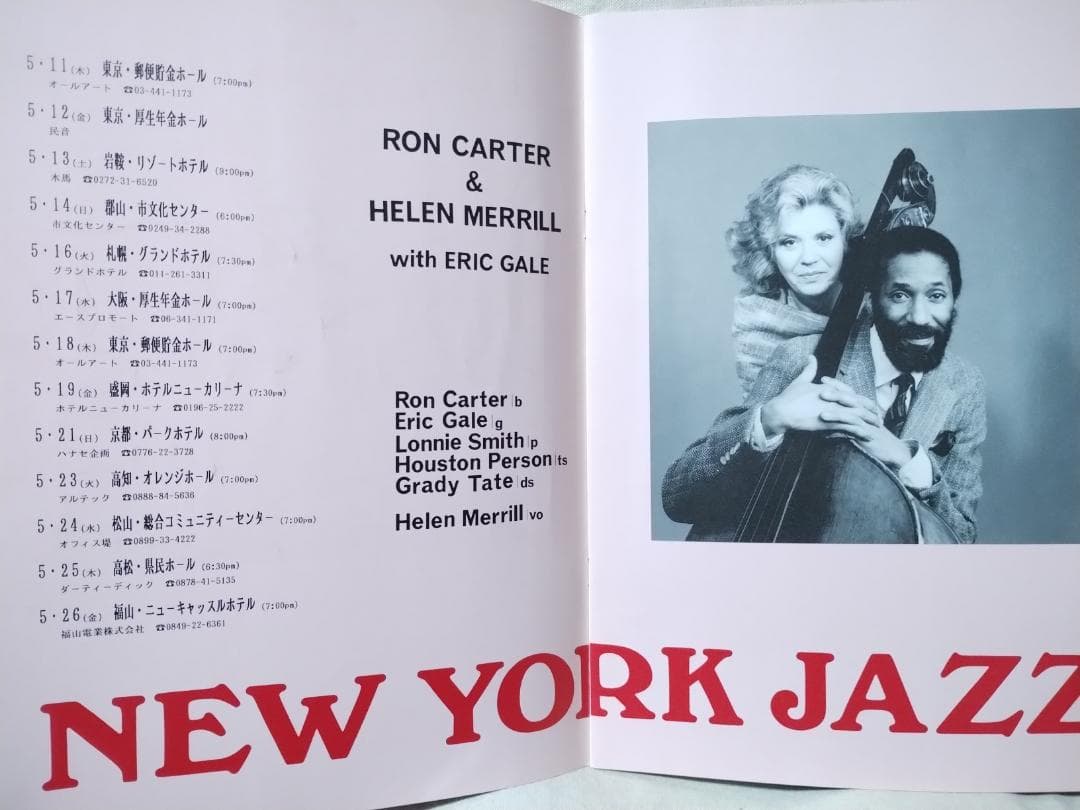 5・11(木) 東京・郵便貯金ホール (7:00pm)
オールアート ☎03-441-1173
5・12(金) 東京・厚生年金ホール
民音
5・13(土) 岩鞍・リゾートホテル (9:00pm)
木馬 ☎0272-31-6520
5・14(日) 郡山・市文化センター (6:00pm)
市文化センター ☎0249-34-2288
5・16(火) 札幌・グランドホテル (7:30pm)
グランドホテル ☎011-261-3311
5・17(水) 大阪・厚生年金ホール (7:00pm)
エースプロモート ☎06-341-1171
5・18(木) 東京・郵便貯金ホール (7:00pm)
オールアート ☎03-441-1173
5・19(金) 盛岡・ホテルニューカリーナ (7:30pm)
ホテルニューカリーナ ☎0196-25-2222
5・21(日) 京都・パークホテル (8:00pm)
ハナセ企画 ☎0776-22-3728
5・23(火) 高知・オレンジホール (7:00pm)
アルテック ☎0888-84-5636
5・24(水) 松山・総合コミュニティーセンター (7:00pm)
オフィス堤 ☎0899-33-4222
5・25(木) 高松・県民ホール (6:30pm)
ダーティーディック ☎0878-41-5135
5・26(金) 福山・ニューキャッスルホテル (7:00pm)
福山電業株式会社 ☎0849-22-6361
RON CARTER
&
HELEN MERRILL
with ERIC GALE
Ron Carter|b
Eric Gale|g
Lonnie Smith|p
Houston Person|ts
Grady Tate|ds
Helen Merrill|vo
NEW YORK JAZZ